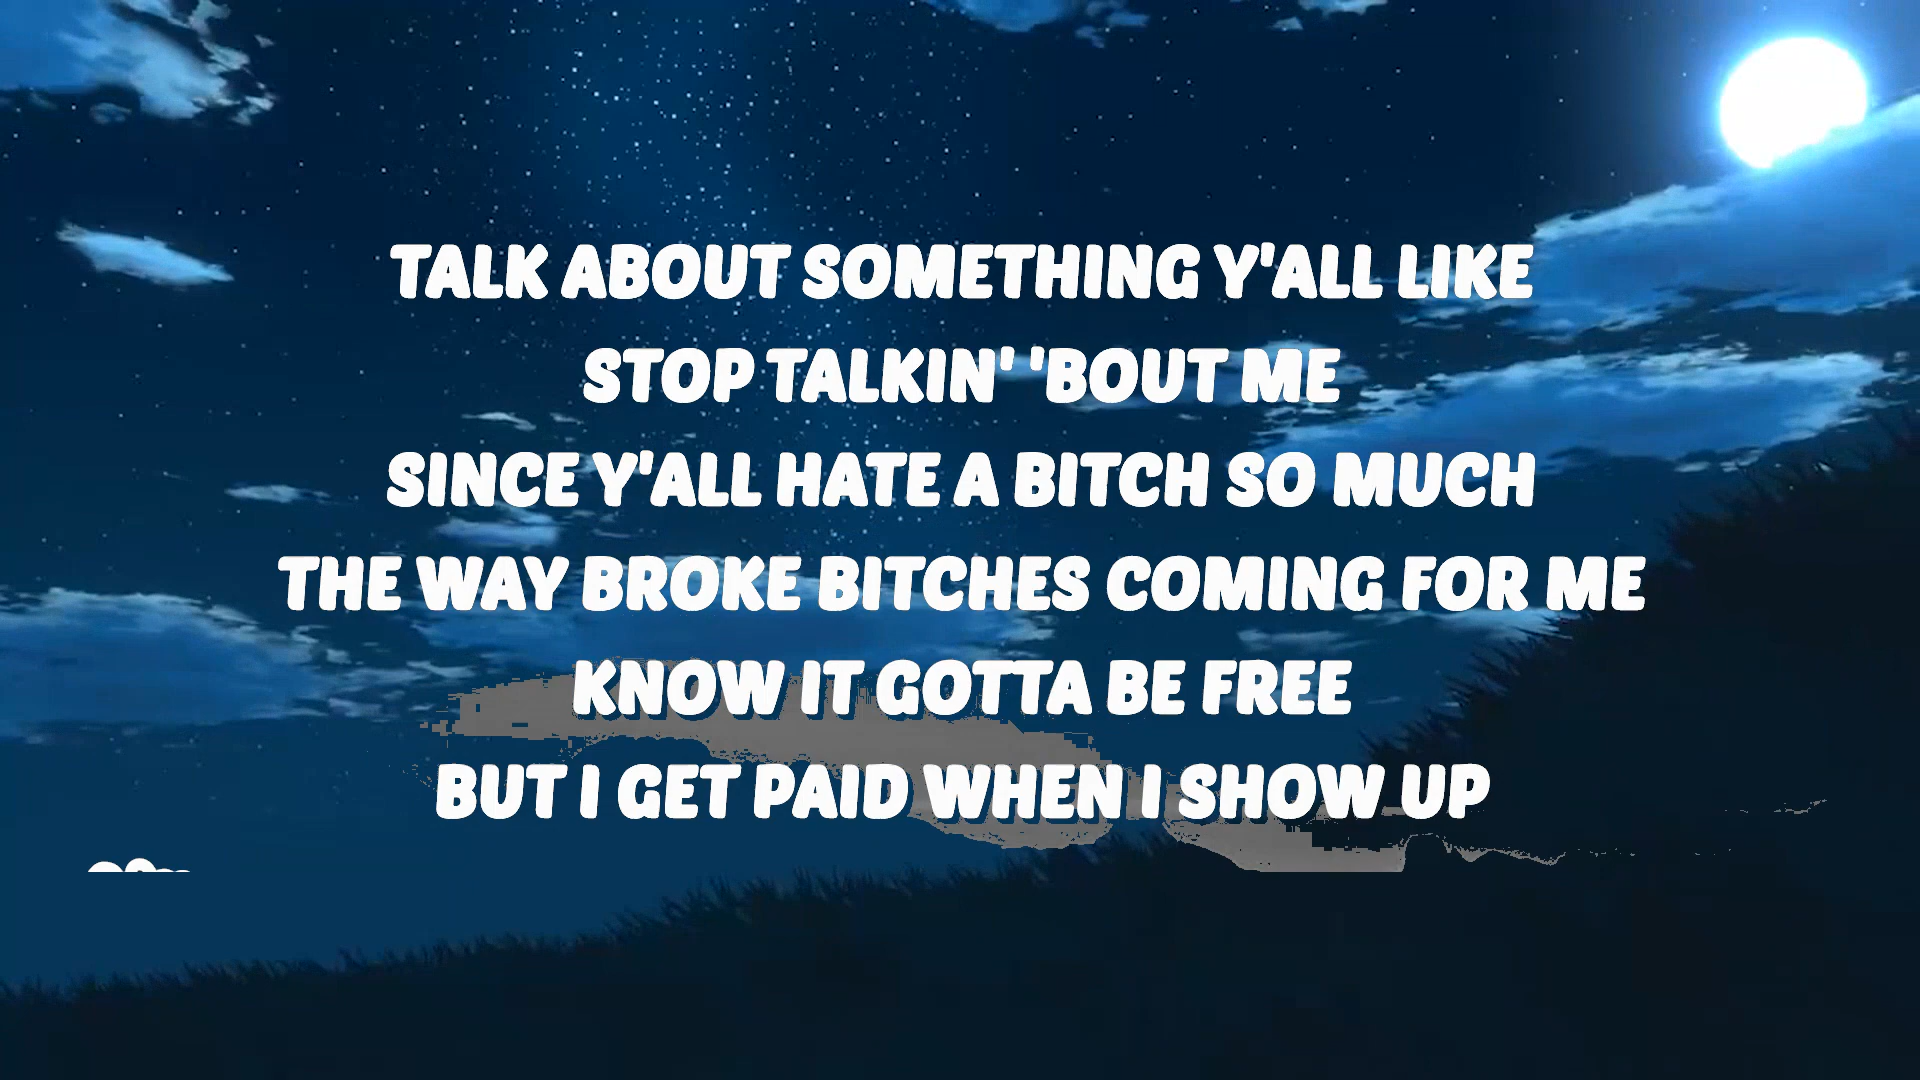 TALK ABOUT SOMETHING Y'ALL LIKE
STOP TALKIN' 'BOUT ME
SINCE Y'ALL HATE A BITCH SO MUCH
THE WAY BROKE BITCHES COMING FOR ME
KNOW IT GOTTA BE FREE
BUT I GET PAID WHEN I SHOW UP